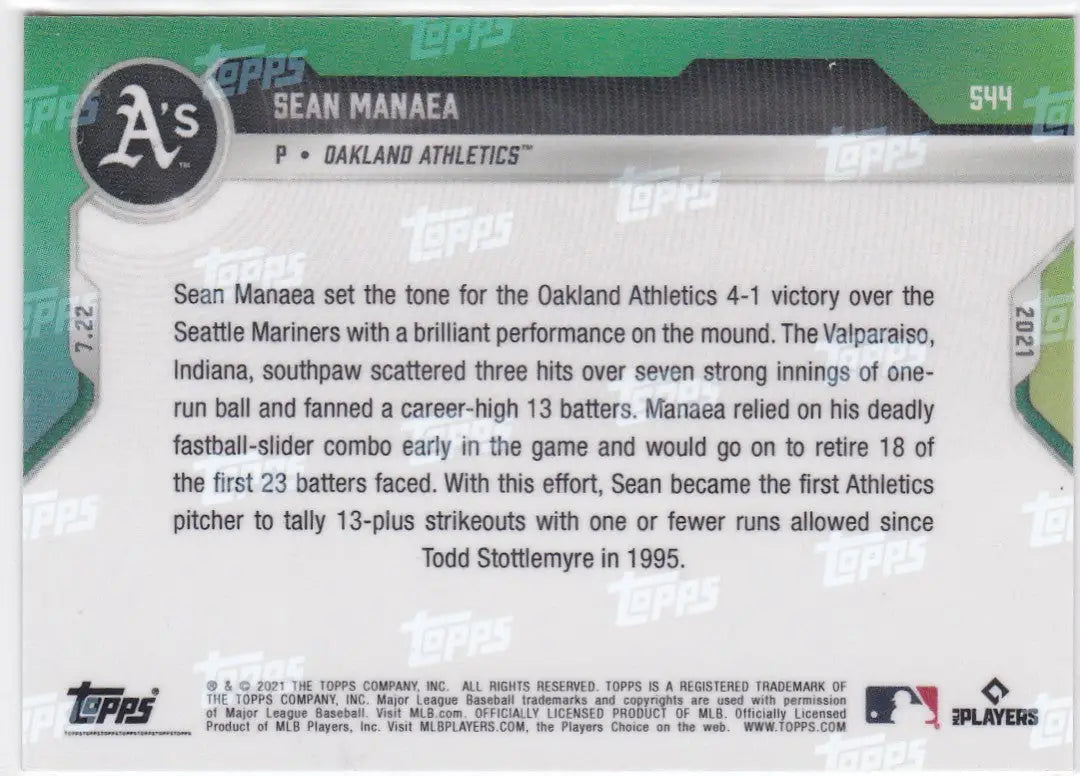 A's™
SEAN MANAEA
544
P • OAKLAND ATHLETICS™
7.22
2021
Sean Manaea set the tone for the Oakland Athletics 4-1 victory over the
Seattle Mariners with a brilliant performance on the mound. The Valparaiso,
Indiana, southpaw scattered three hits over seven strong innings of one-
run ball and fanned a career-high 13 batters. Manaea relied on his deadly
fastball-slider combo early in the game and would go on to retire 18 of
the first 23 batters faced. With this effort, Sean became the first Athletics
pitcher to tally 13-plus strikeouts with one or fewer runs allowed since
Todd Stottlemyre in 1995.
TOPPS®
® & © 2021 THE TOPPS COMPANY, INC. ALL RIGHTS RESERVED. TOPPS IS A REGISTERED TRADEMARK OF
THE TOPPS COMPANY, INC. Major League Baseball trademarks and copyrights are used with permission
of Major League Baseball. Visit MLB.com. OFFICIALLY LICENSED PRODUCT OF MLB. Officially Licensed
Product of MLB Players, Inc. Visit MLBPLAYERS.COM, the Players Choice on the web. WWW.TOPPS.COM
MLBPLAYERS